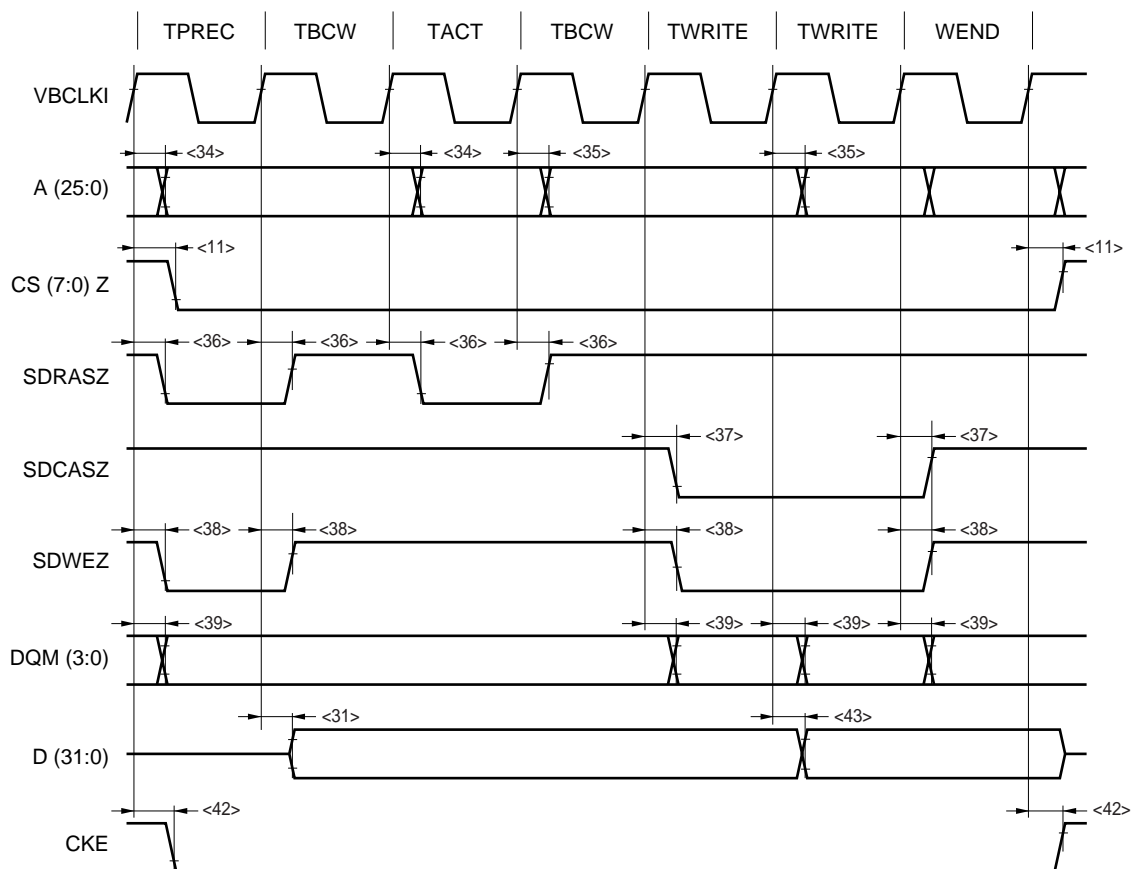 TPREC TBCW TACT TBCW TWRITE TWRITE WEND
VBCLKI
<34> <34> <35> <35>
A (25:0)
<11> <11>
CS (7:0) Z
<36> <36> <36> <36>
SDRASZ
<37> <37>
SDCASZ
<38> <38> <38> <38>
SDWEZ
<39> <39> <39> <39>
DQM (3:0)
<31> <43>
D (31:0)
<42> <42>
CKE